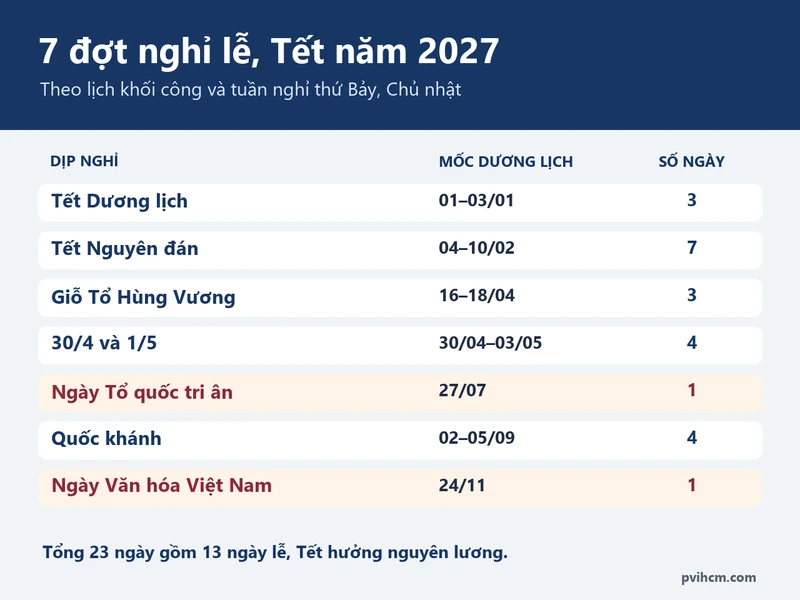 7 đợt nghỉ lễ, Tết năm 2027
Theo lịch khối công và tuần nghỉ thứ Bảy, Chủ nhật
DỊP NGHỈ MỐC DƯƠNG LỊCH SỐ NGÀY
Tết Dương lịch 01–03/01 3
Tết Nguyên đán 04–10/02 7
Giỗ Tổ Hùng Vương 16–18/04 3
30/4 và 1/5 30/04–03/05 4
Ngày Tổ quốc tri ân 27/07 1
Quốc khánh 02–05/09 4
Ngày Văn hóa Việt Nam 24/11 1
Tổng 23 ngày gồm 13 ngày lễ, Tết hưởng nguyên lương.
pvihcm.com